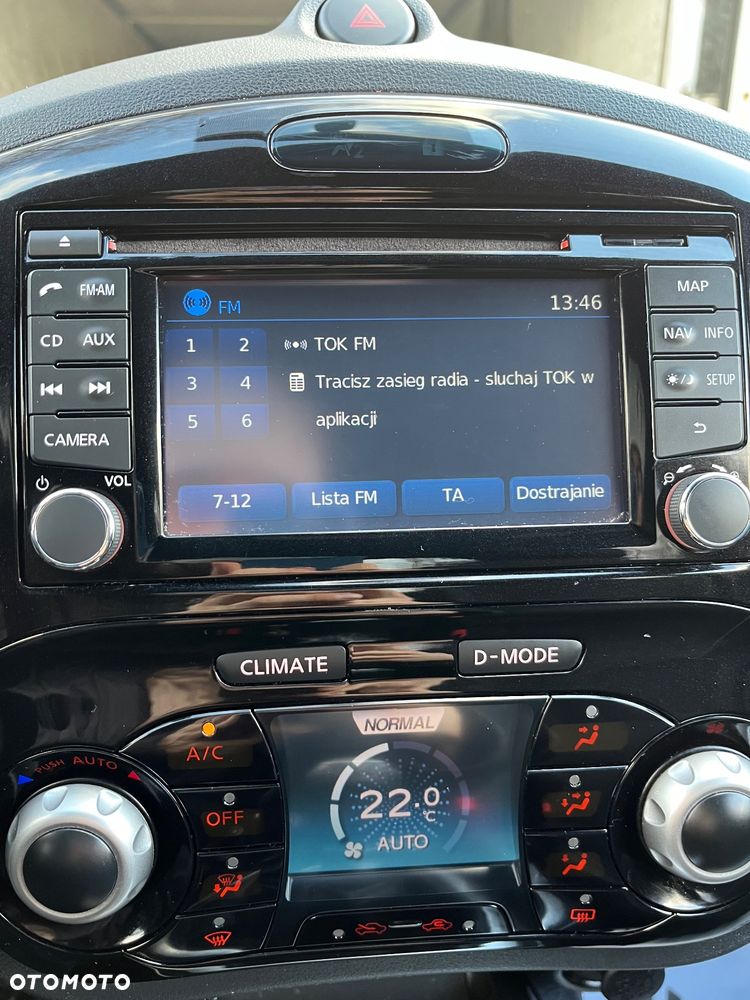 FM·AM
CD AUX
CAMERA
VOL
FM
13:46
1 2
3 4
5 6
TOK FM
Tracisz zasieg radia - sluchaj TOK w
aplikacji
7-12
Lista FM
TA
Dostrajanie
MAP
NAV INFO
SETUP
CLIMATE
D-MODE
NORMAL
22.0
°C
AUTO
PUSH AUTO
A/C
OFF
OTOMOTO